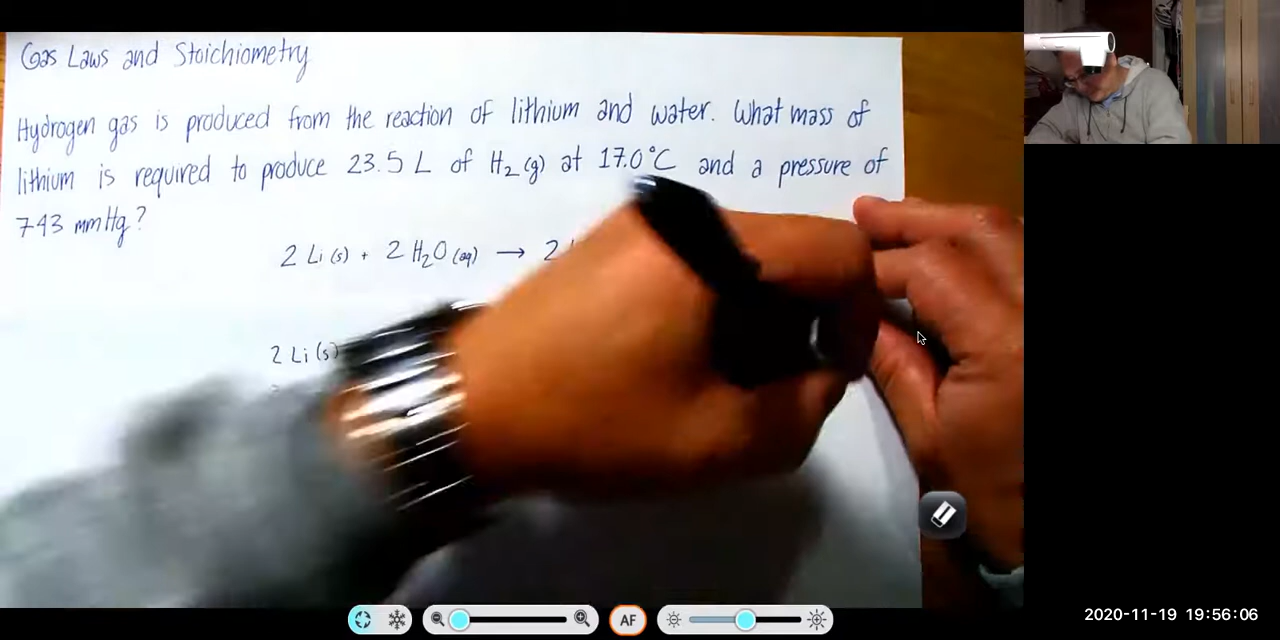 Gas Laws and Stoichiometry
Hydrogen gas is produced from the reaction of lithium and water. What mass of
lithium is required to produce 23.5 L of H₂(g) at 17.0°C and a pressure of
743 mmHg?
2 Li(s) + 2 H₂O(aq) → 2
2 Li(s)
AF
2020-11-19 19:56:06